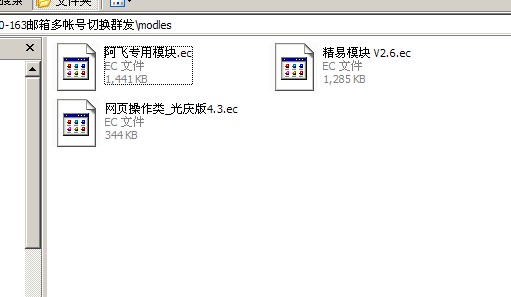 文件夹
0-163邮箱多帐号切换群发\modles
阿飞专用模块.ec
EC 文件
1,441 KB
精易模块 V2.6.ec
EC 文件
1,285 KB
网页操作类_光庆版4.3.ec
EC 文件
344 KB